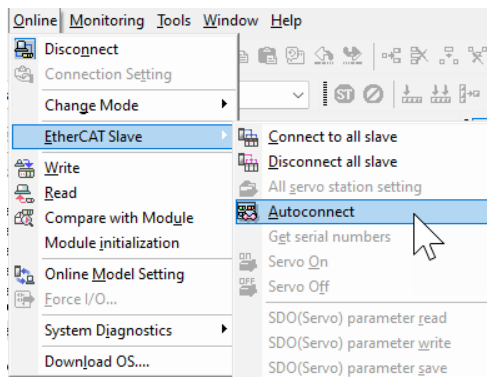 Online Monitoring Tools Window Help
Disconnect
Connection Setting
Change Mode
EtherCAT Slave
Write
Read
Compare with Module
Module initialization
Online Model Setting
Force I/O...
System Diagnostics
Download OS....
Connect to all slave
Disconnect all slave
All servo station setting
Autoconnect
Get serial numbers
Servo On
Servo Off
SDO(Servo) parameter read
SDO(Servo) parameter write
SDO(Servo) parameter save